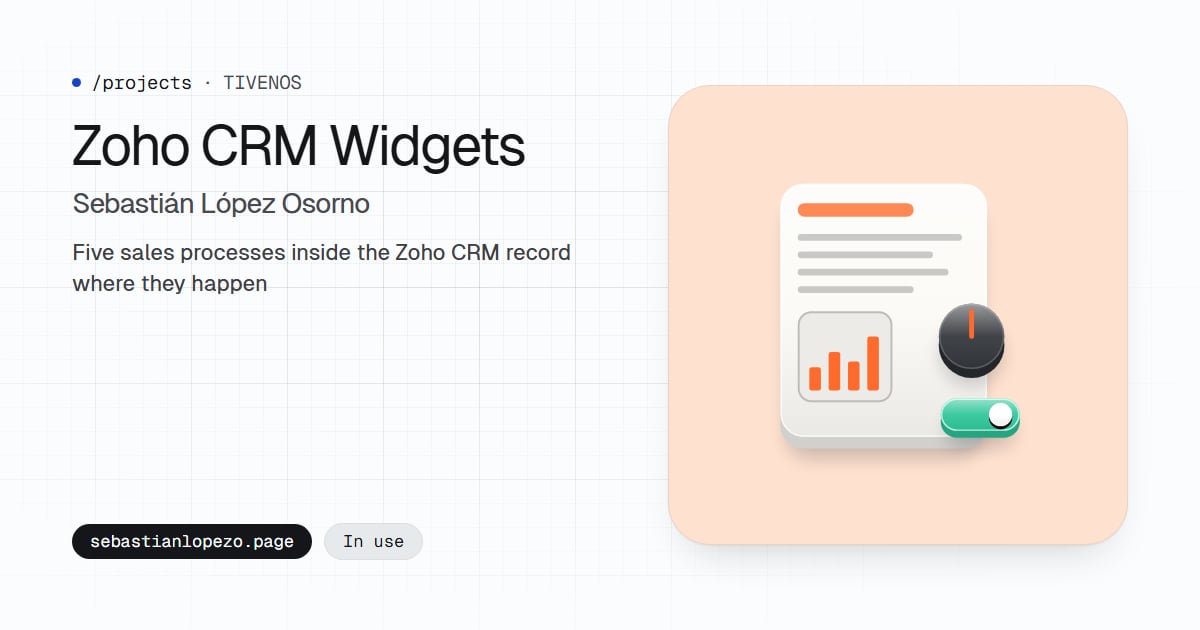 /projects · TIVENOS
Zoho CRM Widgets
Sebastián López Osorno
Five sales processes inside the Zoho CRM record
where they happen
sebastianlopezo.page
In use